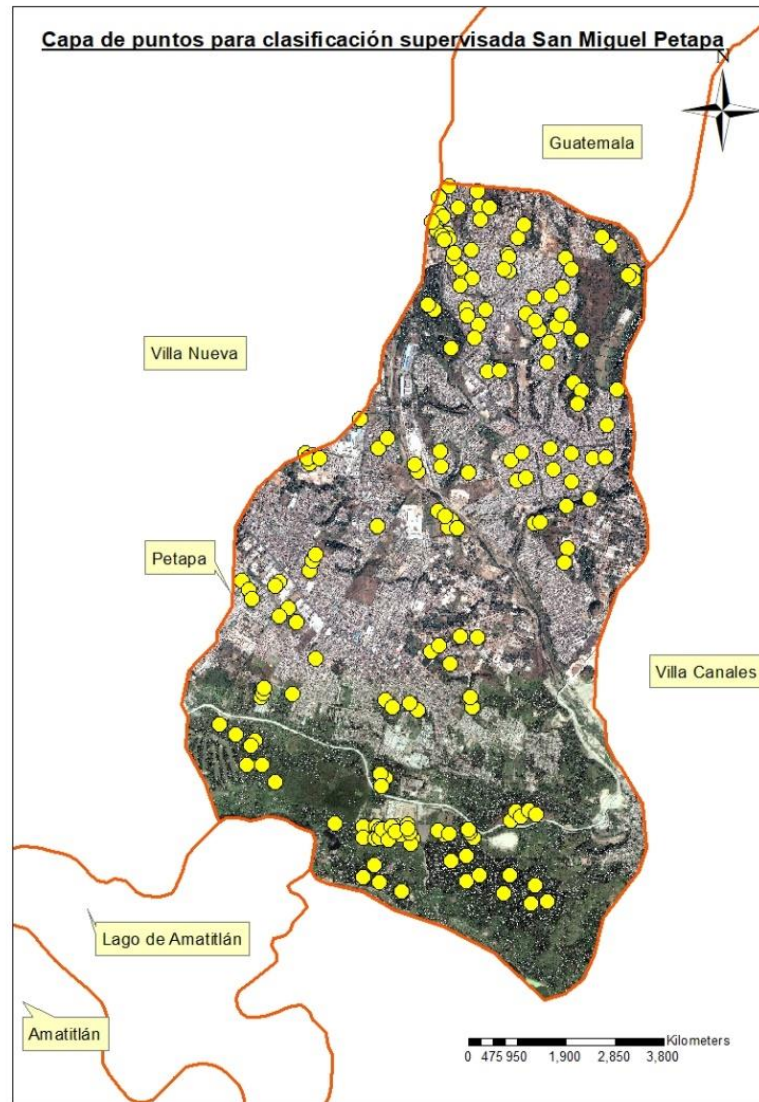 Capa de puntos para clasificación supervisada San Miguel Petapa
N
Guatemala
Villa Nueva
Petapa
Villa Canales
Lago de Amatitlán
Amatitlán
Kilometers
0 475 950 1,900 2,850 3,800